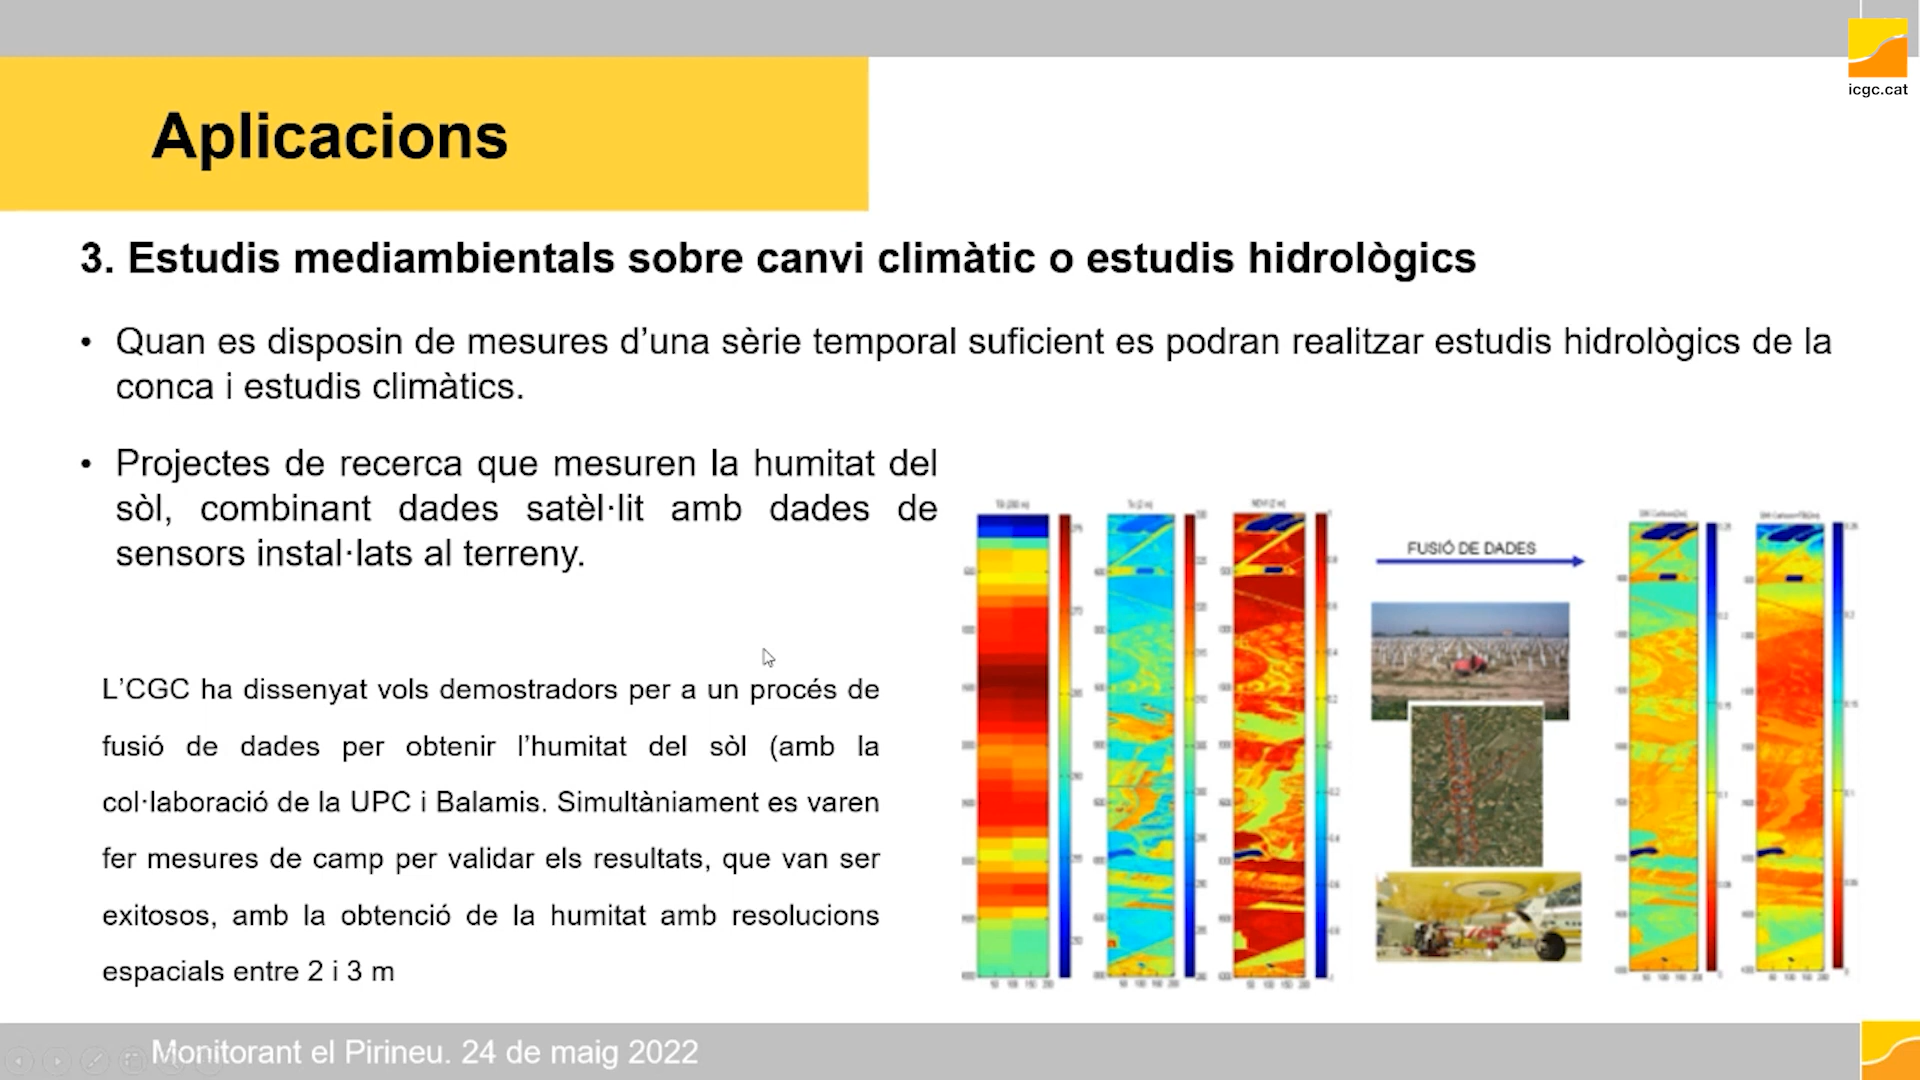 icgc.cat
Aplicacions
3. Estudis mediambientals sobre canvi climàtic o estudis hidrològics
• Quan es disposin de mesures d’una sèrie temporal suficient es podran realitzar estudis hidrològics de la
conca i estudis climàtics.
• Projectes de recerca que mesuren la humitat del
sòl, combinant dades satèl·lit amb dades de
sensors instal·lats al terreny.
L’CGC ha dissenyat vols demostradors per a un procés de
fusió de dades per obtenir l’humitat del sòl (amb la
col·laboració de la UPC i Balamis. Simultàniament es varen
fer mesures de camp per validar els resultats, que van ser
exitosos, amb la obtenció de la humitat amb resolucions
espacials entre 2 i 3 m
FUSIÓ DE DADES
Monitorant el Pirineu. 24 de maig 2022